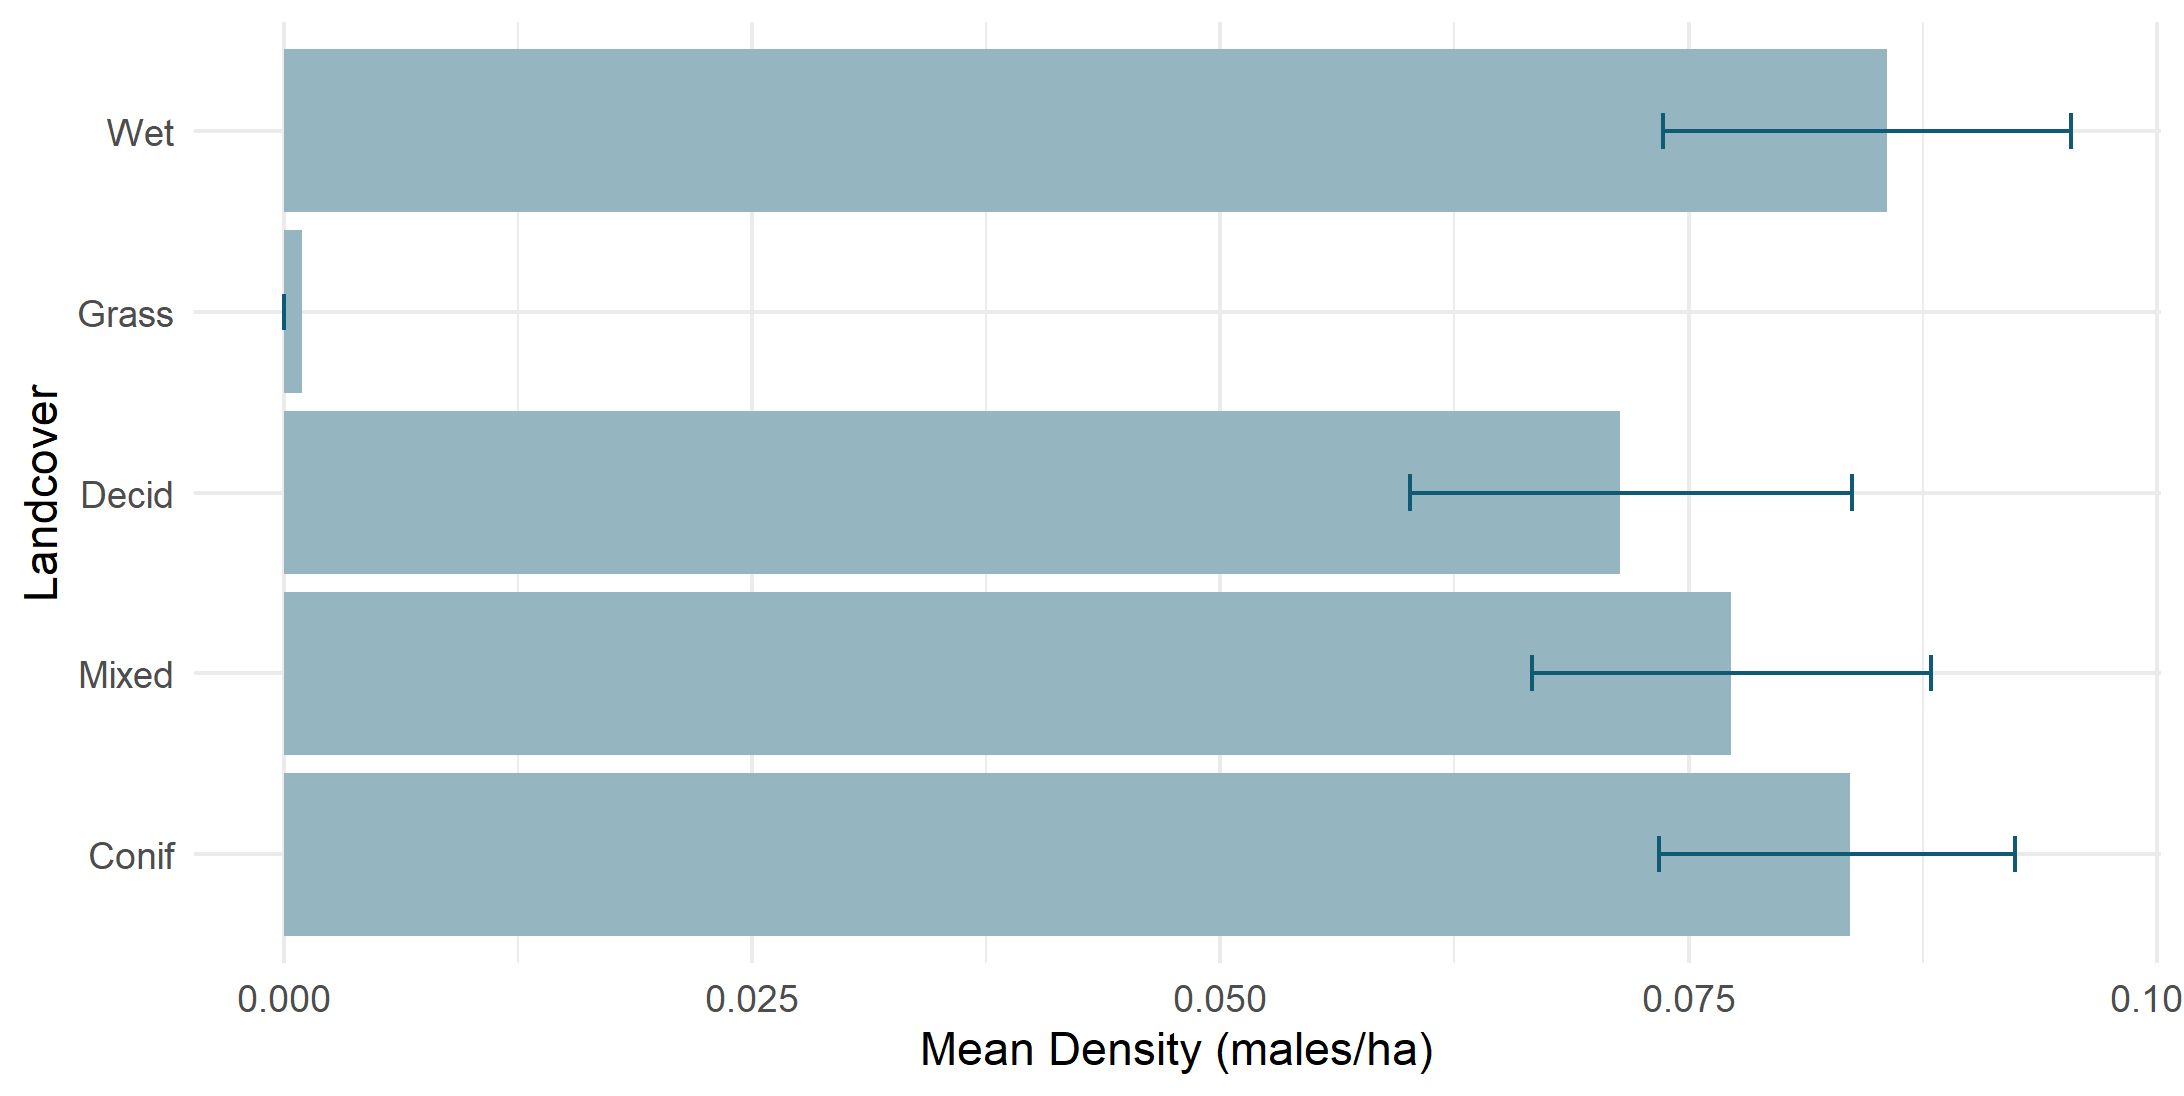 Landcover
Wet
Grass
Decid
Mixed
Conif
0.000 0.025 0.050 0.075 0.10
Mean Density (males/ha)